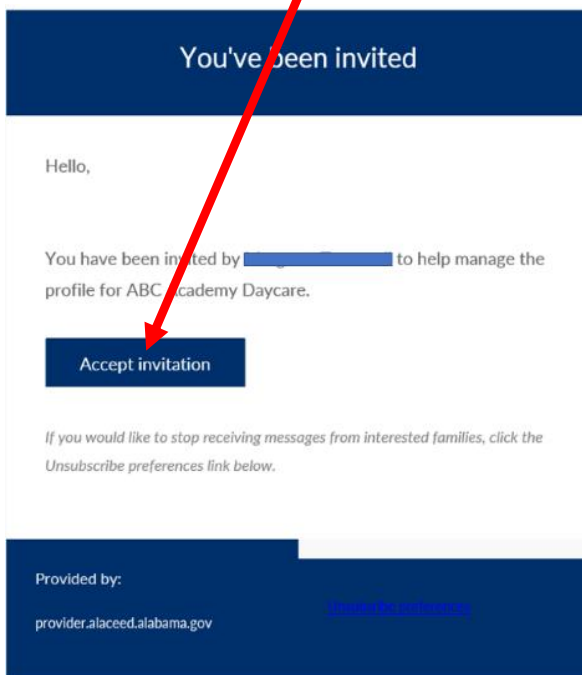 You've been invited
Hello,
You have been invited by to help manage the
profile for ABC Academy Daycare.
Accept invitation
If you would like to stop receiving messages from interested families, click the
Unsubscribe preferences link below.
Provided by:
Unsubscribe preferences
provider.alaceed.alabama.gov